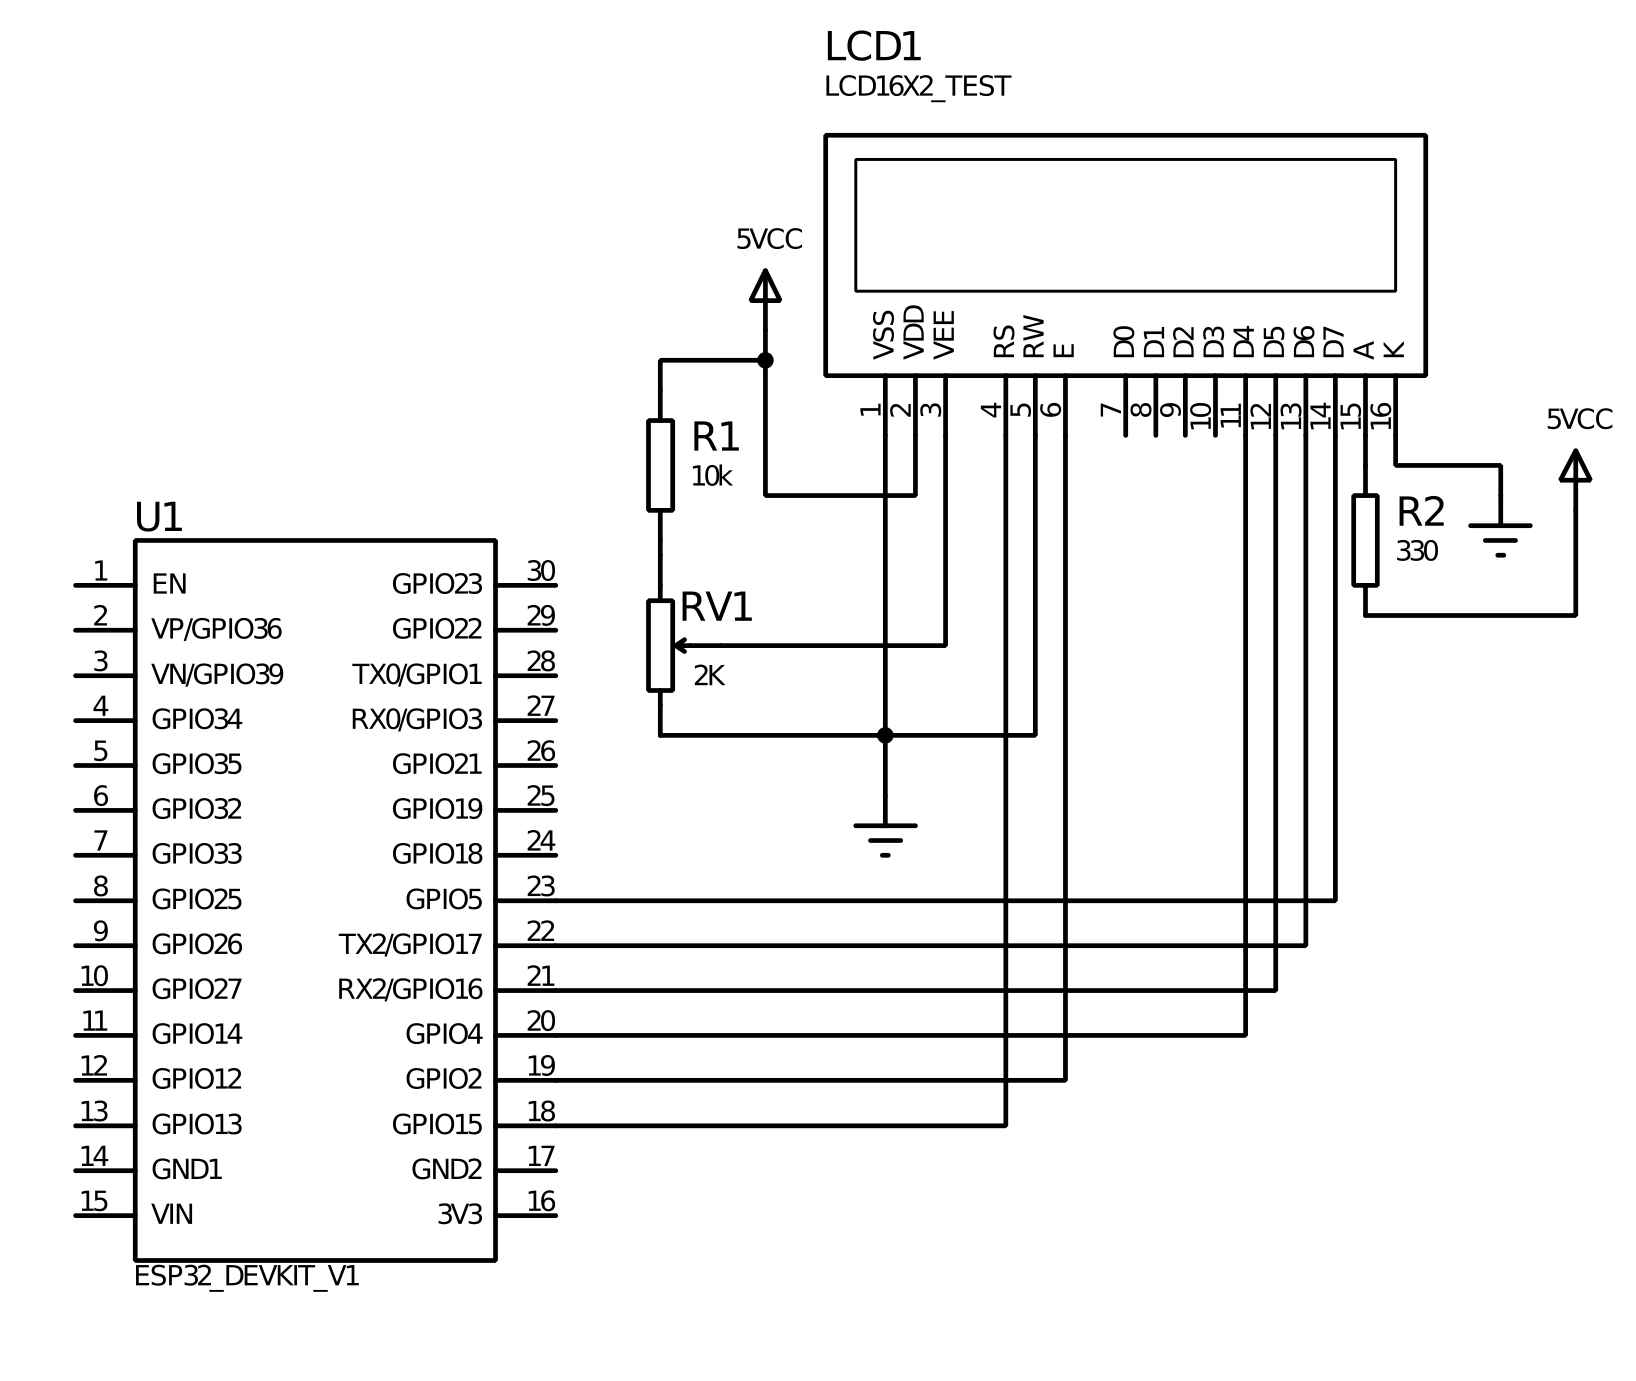 LCD1
LCD16X2_TEST
5VCC
VSS
VDD
VEE
RS
RW
E
D0
D1
D2
D3
D4
D5
D6
D7
A
K
1
2
3
4
5
6
7
8
9
10
11
12
13
14
15
16
5VCC
R1
10k
R2
330
RV1
2K
U1
1 EN GPIO23 30
2 VP/GPIO36 GPIO22 29
3 VN/GPIO39 TX0/GPIO1 28
4 GPIO34 RX0/GPIO3 27
5 GPIO35 GPIO21 26
6 GPIO32 GPIO19 25
7 GPIO33 GPIO18 24
8 GPIO25 GPIO5 23
9 GPIO26 TX2/GPIO17 22
10 GPIO27 RX2/GPIO16 21
11 GPIO14 GPIO4 20
12 GPIO12 GPIO2 19
13 GPIO13 GPIO15 18
14 GND1 GND2 17
15 VIN 3V3 16
ESP32_DEVKIT_V1